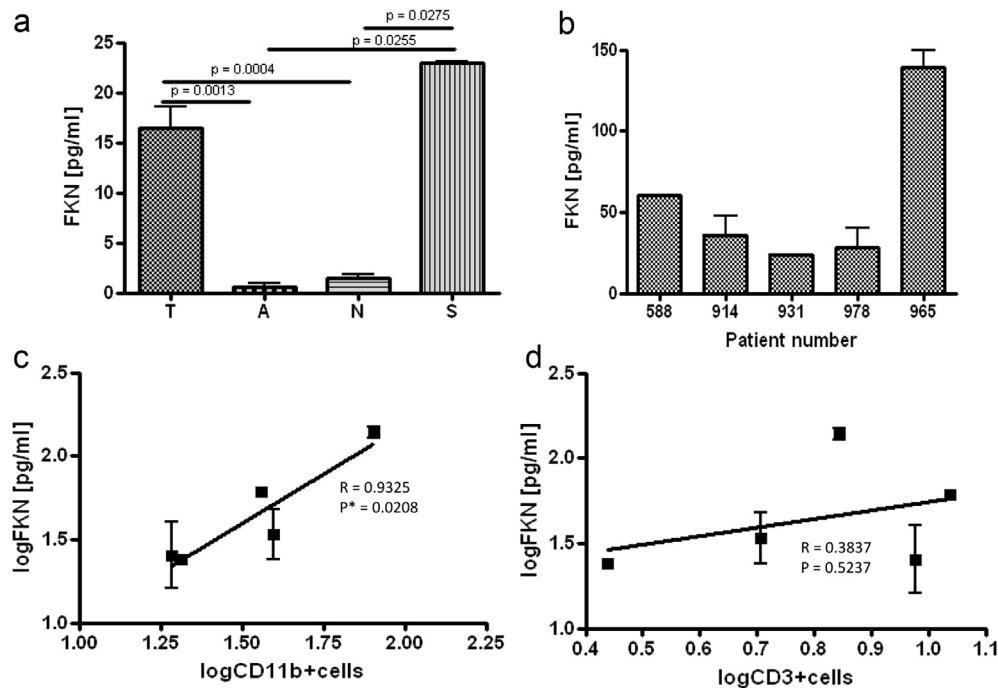 a
p = 0.0275
p = 0.0255
p = 0.0004
p = 0.0013
FKN [pg/ml]
25
20
15
10
5
0
T A N S
b
FKN [pg/ml]
150
100
50
0
588 914 931 978 965
Patient number
c
logFKN [pg/ml]
2.5
2.0
1.5
1.0
R = 0.9325
P* = 0.0208
1.00 1.25 1.50 1.75 2.00 2.25
logCD11b+cells
d
logFKN [pg/ml]
2.5
2.0
1.5
1.0
R = 0.3837
P = 0.5237
0.4 0.5 0.6 0.7 0.8 0.9 1.0 1.1
logCD3+cells